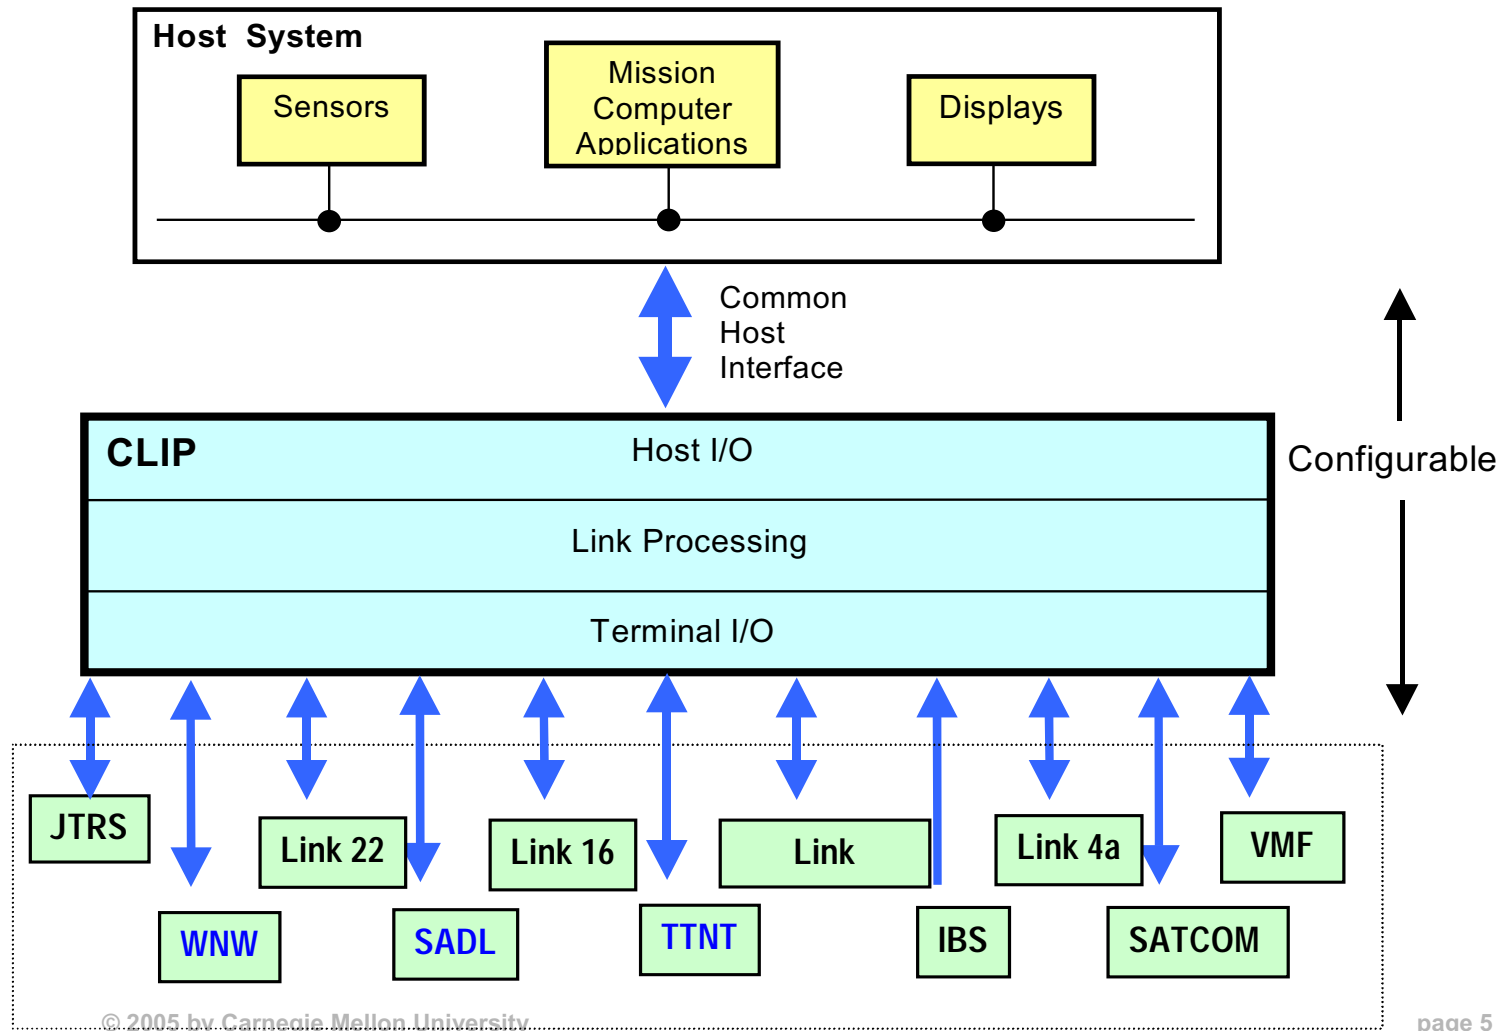 Host System
Sensors
Mission
Computer
Applications
Displays
Common
Host
Interface
CLIP
Host I/O
Configurable
Link Processing
Terminal I/O
JTRS
Link 22
Link 16
Link
Link 4a
VMF
WNW
SADL
TTNT
IBS
SATCOM
© 2005 by Carnegie Mellon University
page 5